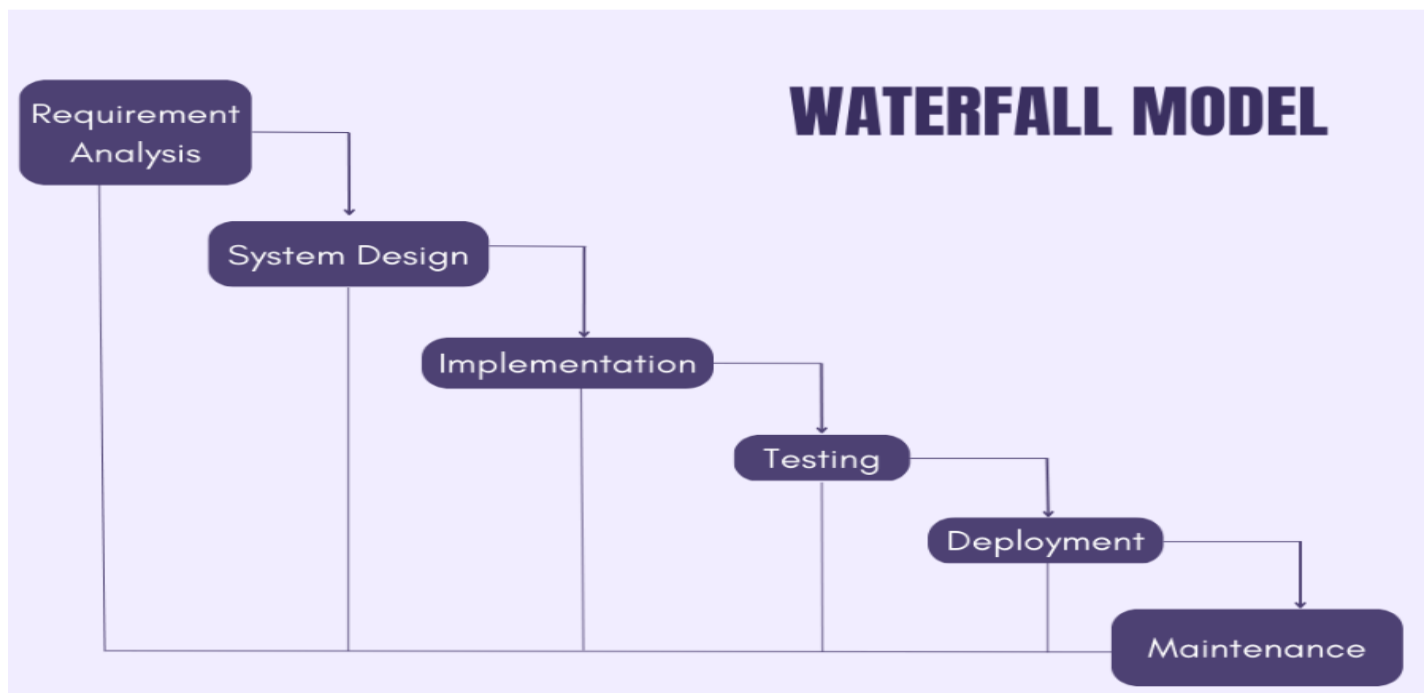 WATERFALL MODEL
Requirement
Analysis
System Design
Implementation
Testing
Deployment
Maintenance